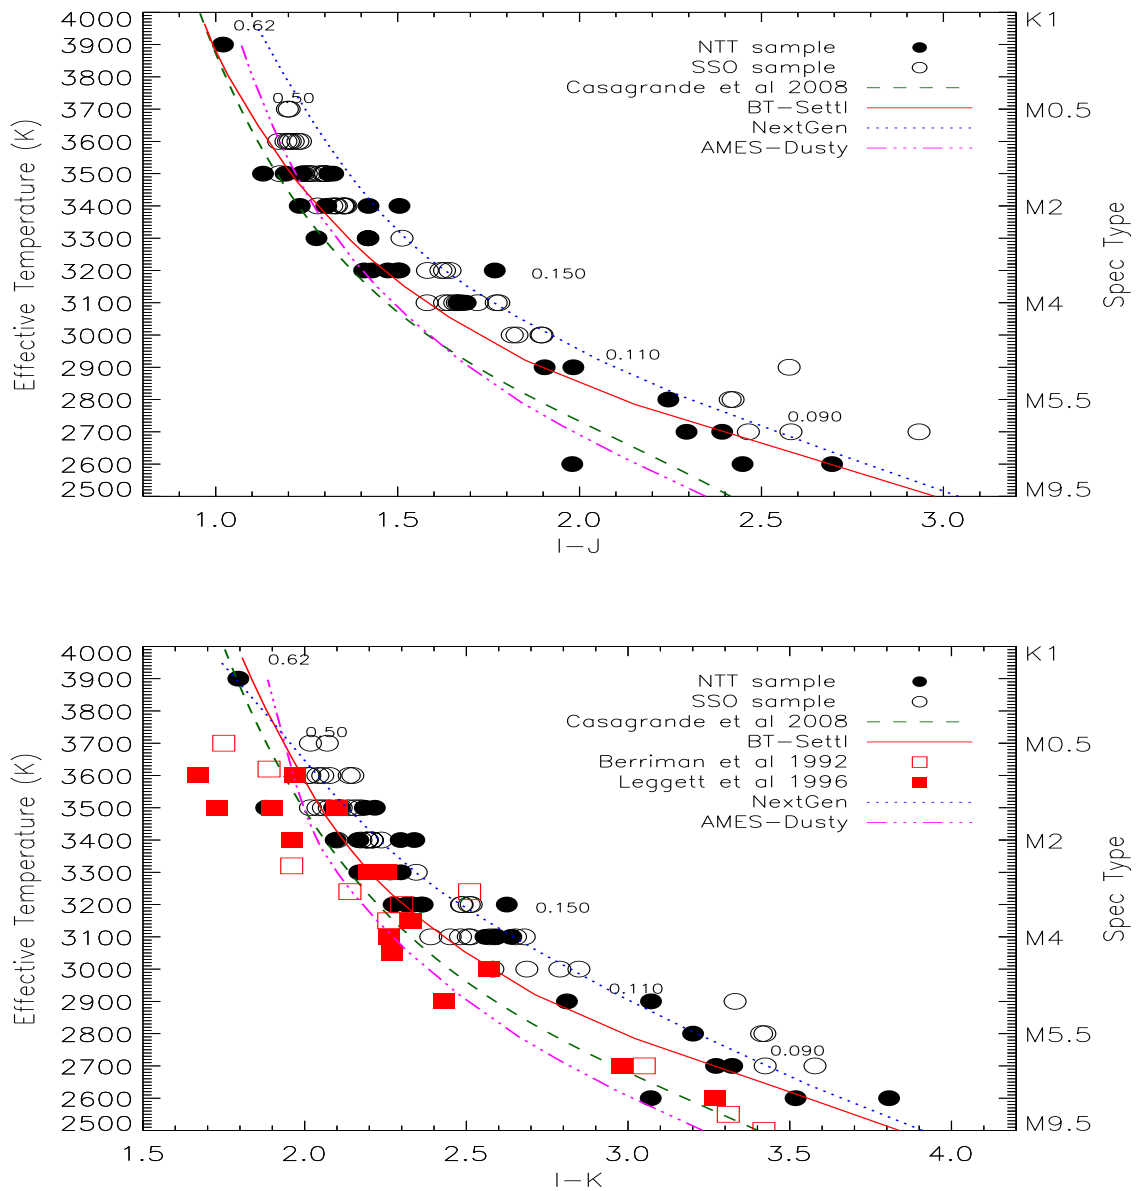 4000
3900
3800
3700
3600
3500
3400
3300
3200
3100
3000
2900
2800
2700
2600
2500
Effective Temperature (K)
0.62
0.50
0.150
0.110
0.090
NTT sample
SSO sample
Casagrande et al 2008
BT-Settl
NextGen
AMES-Dusty
K1
M0.5
M2
M4
M5.5
M9.5
Spec Type
1.0 1.5 2.0 2.5 3.0
I-J
4000
3900
3800
3700
3600
3500
3400
3300
3200
3100
3000
2900
2800
2700
2600
2500
Effective Temperature (K)
0.62
0.50
0.150
0.110
0.090
NTT sample
SSO sample
Casagrande et al 2008
BT-Settl
Berriman et al 1992
Leggett et al 1996
NextGen
AMES-Dusty
K1
M0.5
M2
M4
M5.5
M9.5
Spec Type
1.5 2.0 2.5 3.0 3.5 4.0
I-K